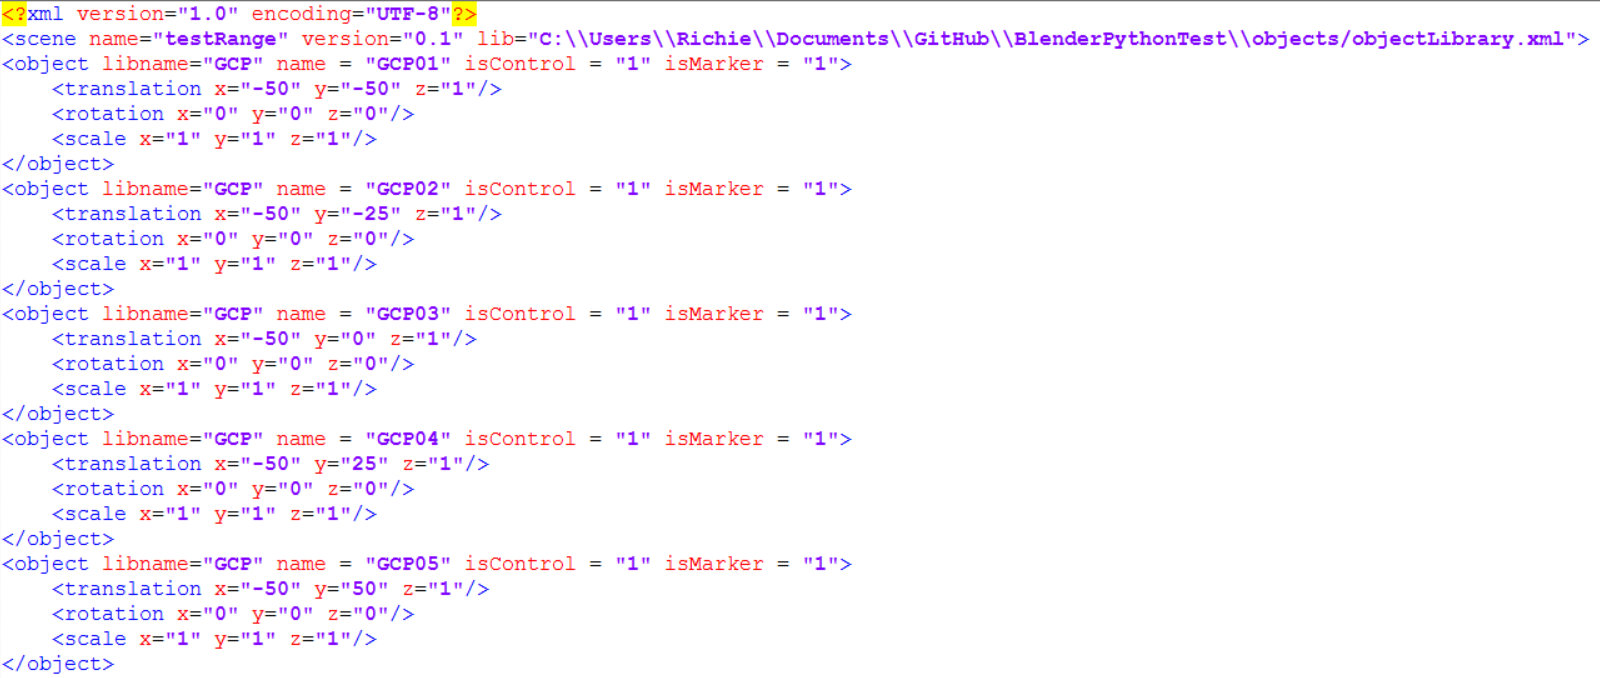 <?xml version="1.0" encoding="UTF-8"?>
<scene name="testRange" version="0.1" lib="C:\\Users\\Richie\\Documents\\GitHub\\BlenderPythonTest\\objects/objectLibrary.xml">
<object libname="GCP" name = "GCP01" isControl = "1" isMarker = "1">
    <translation x="-50" y="-50" z="1"/>
    <rotation x="0" y="0" z="0"/>
    <scale x="1" y="1" z="1"/>
</object>
<object libname="GCP" name = "GCP02" isControl = "1" isMarker = "1">
    <translation x="-50" y="-25" z="1"/>
    <rotation x="0" y="0" z="0"/>
    <scale x="1" y="1" z="1"/>
</object>
<object libname="GCP" name = "GCP03" isControl = "1" isMarker = "1">
    <translation x="-50" y="0" z="1"/>
    <rotation x="0" y="0" z="0"/>
    <scale x="1" y="1" z="1"/>
</object>
<object libname="GCP" name = "GCP04" isControl = "1" isMarker = "1">
    <translation x="-50" y="25" z="1"/>
    <rotation x="0" y="0" z="0"/>
    <scale x="1" y="1" z="1"/>
</object>
<object libname="GCP" name = "GCP05" isControl = "1" isMarker = "1">
    <translation x="-50" y="50" z="1"/>
    <rotation x="0" y="0" z="0"/>
    <scale x="1" y="1" z="1"/>
</object>